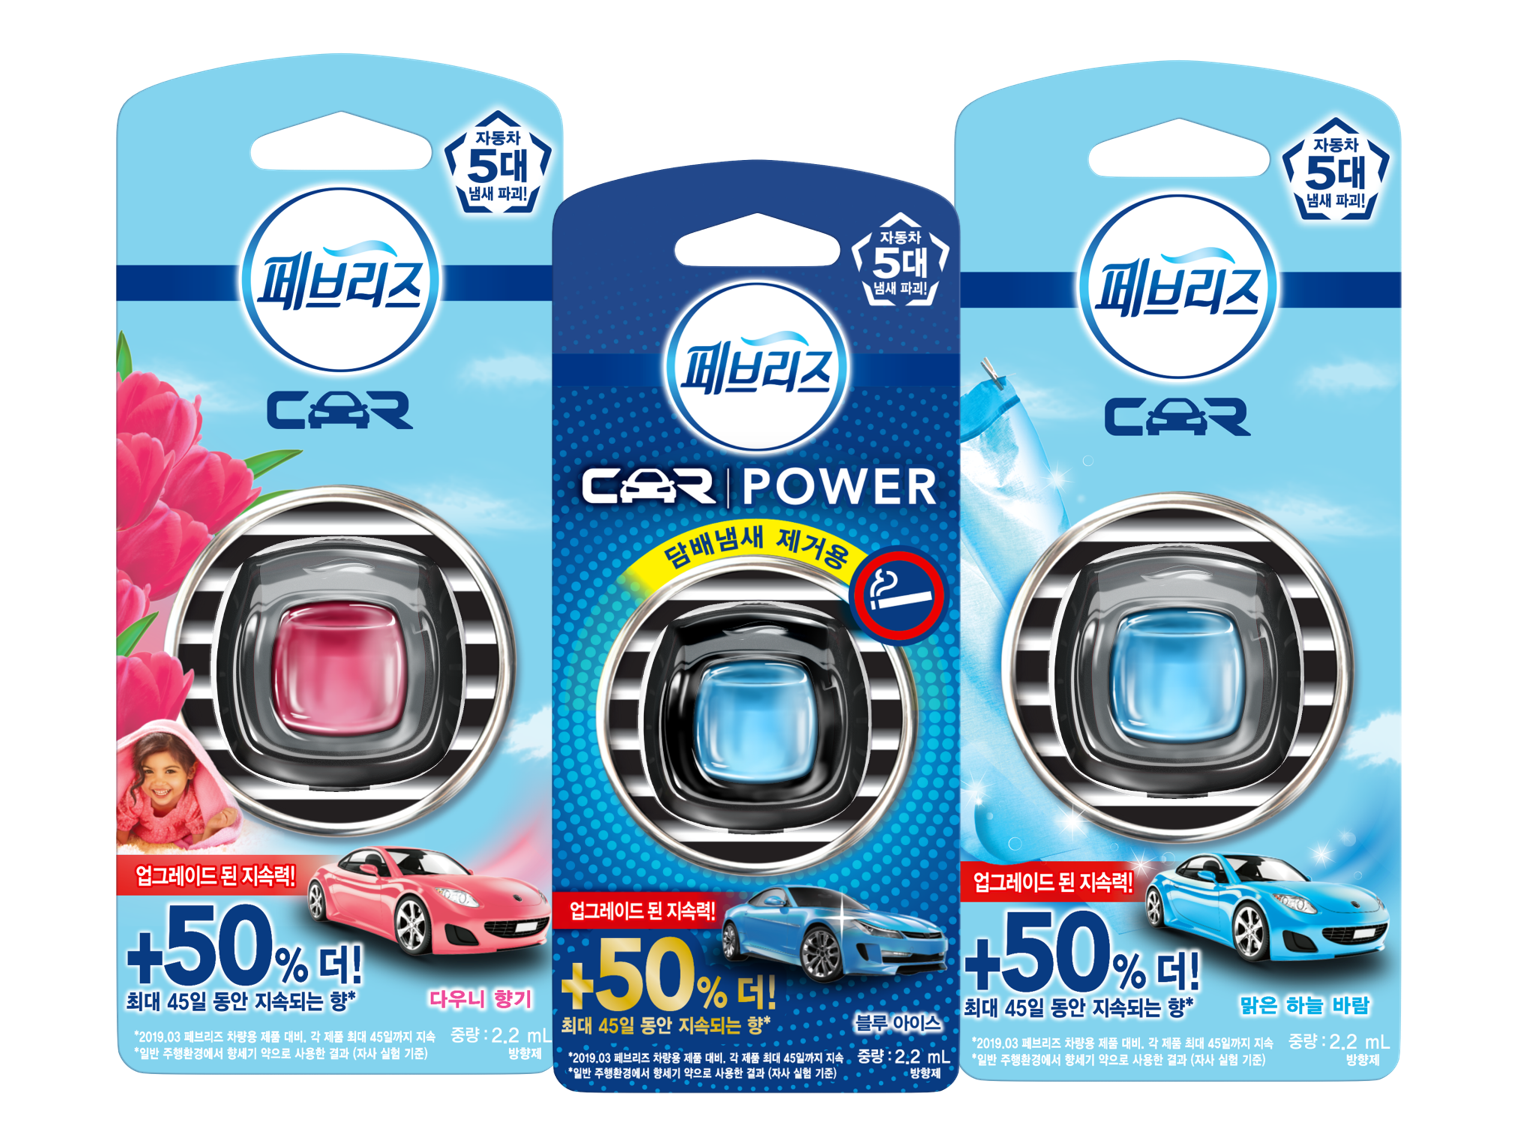 자동차
5대
냄새 파괴!
페브리즈
CAR
업그레이드 된 지속력!
+50% 더!
최대 45일 동안 지속되는 향*
다우니 향기
*2019.03 페브리즈 차량용 제품 대비, 각 제품 최대 45일까지 지속
*일반 주행환경에서 향세기 약으로 사용한 결과 (자사 실험 기준)
중량 : 2.2 mL
방향제
자동차
5대
냄새 파괴!
페브리즈
CAR | POWER
담배냄새 제거용
업그레이드 된 지속력!
+50% 더!
최대 45일 동안 지속되는 향*
블루 아이스
*2019.03 페브리즈 차량용 제품 대비, 각 제품 최대 45일까지 지속
*일반 주행환경에서 향세기 약으로 사용한 결과 (자사 실험 기준)
중량 : 2.2 mL
방향제
자동차
5대
냄새 파괴!
페브리즈
CAR
업그레이드 된 지속력!
+50% 더!
최대 45일 동안 지속되는 향*
맑은 하늘 바람
*2019.03 페브리즈 차량용 제품 대비, 각 제품 최대 45일까지 지속
*일반 주행환경에서 향세기 약으로 사용한 결과 (자사 실험 기준)
중량 : 2.2 mL
방향제